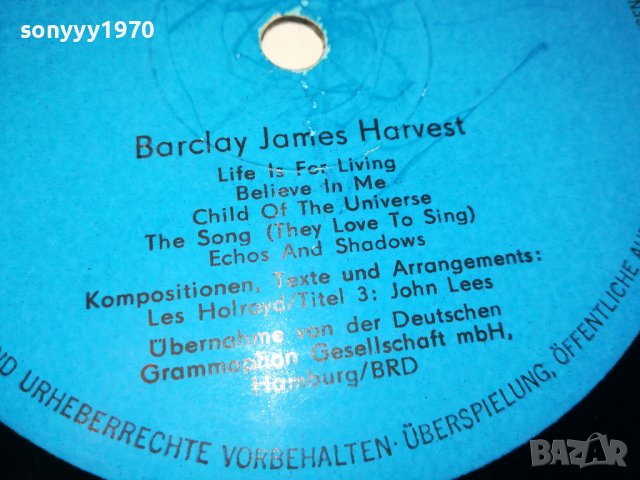 sonyyy1970
Barclay James Harvest
Life Is For Living
Believe In Me
Child Of The Universe
The Song (They Love To Sing)
Echos And Shadows
Kompositionen, Texte und Arrangements:
Les Holroyd/Titel 3: John Lees
Übernahme von der Deutschen
Grammophon Gesellschaft mbH,
Hamburg/BRD
URHEBERRECHTE VORBEHALTEN · ÜBERSPIELUNG, ÖFFENTLICHE
BAZAR